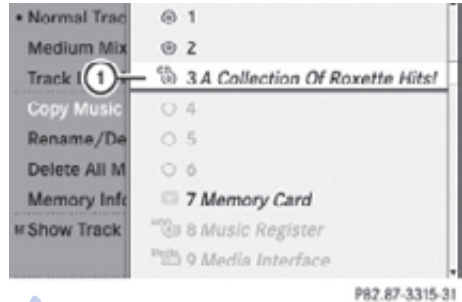 • Normal Trac
1
Medium Mix
2
Track
1
3 A Collection Of Roxette Hits!
Copy Music
4
Rename/De
5
Delete All M
6
Memory Info
7 Memory Card
Show Track
8 Music Register
Media
9 Media Interface
P82.87-3315-31